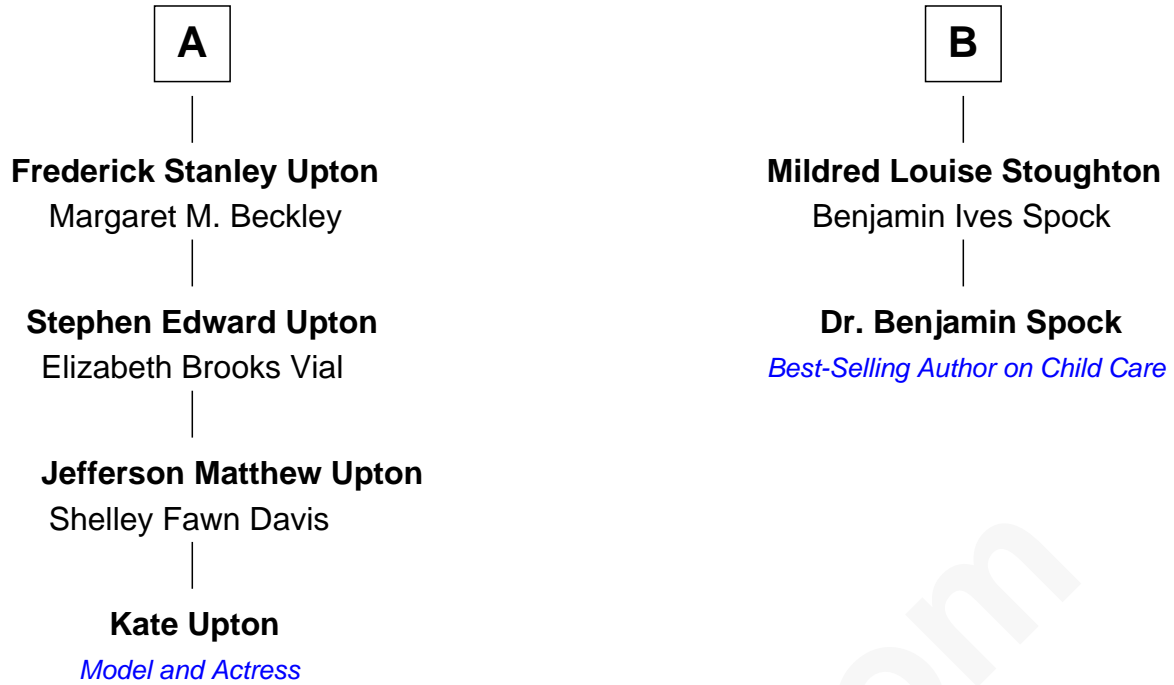 A
Frederick Stanley Upton
Margaret M. Beckley
Stephen Edward Upton
Elizabeth Brooks Vial
Jefferson Matthew Upton
Shelley Fawn Davis
Kate Upton
Model and Actress
B
Mildred Louise Stoughton
Benjamin Ives Spock
Dr. Benjamin Spock
Best-Selling Author on Child Care
om